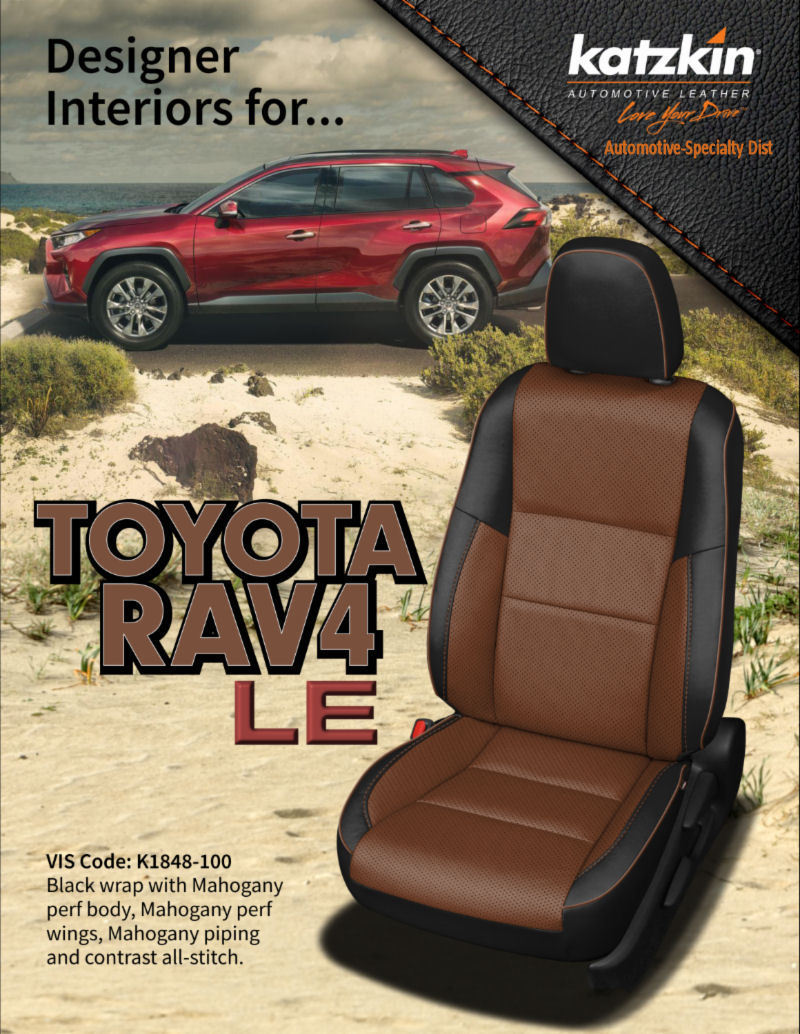 Designer
Interiors for...
katzkin®
AUTOMOTIVE LEATHER
Love Your Drive
Automotive-Specialty Dist
TOYOTA
RAV4
LE
VIS Code: K1848-100
Black wrap with Mahogany
perf body, Mahogany perf
wings, Mahogany piping
and contrast all-stitch.